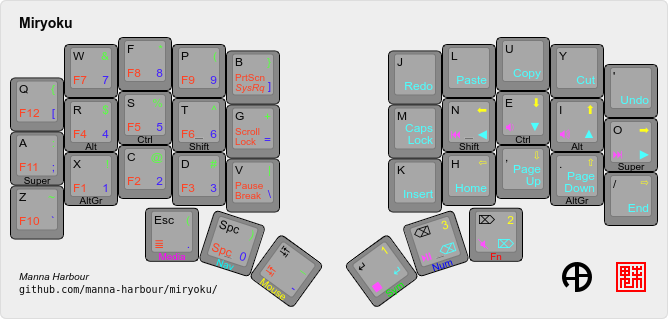 Miryoku
Q {
F12 [
W &
F7 7
F *
F8 8
P (
F9 9
B }
PrtScn
SysRq ]
J
Redo
L
Paste
U
Copy
Y
Cut
'
Undo
A :
F11 ;
Super
R $
F4 4
Alt
S %
F5 5
Ctrl
T ^
F6 6
Shift
G +
Scroll
Lock =
M
Caps
Lock
N
Shift
E
Ctrl
I
Alt
O
Super
Z ~
F10 `
X !
F1 1
AltGr
C @
F2 2
D #
F3 3
V |
Pause
Break \
K
Insert
H
Home
,
Page
Up
.
Page
Down
AltGr
/
End
Esc (
.
Media
Spc )
Spc 0
Nav
_
-
Mouse
1
3
Num
2
Fn
Manna Harbour
github.com/manna-harbour/miryoku/